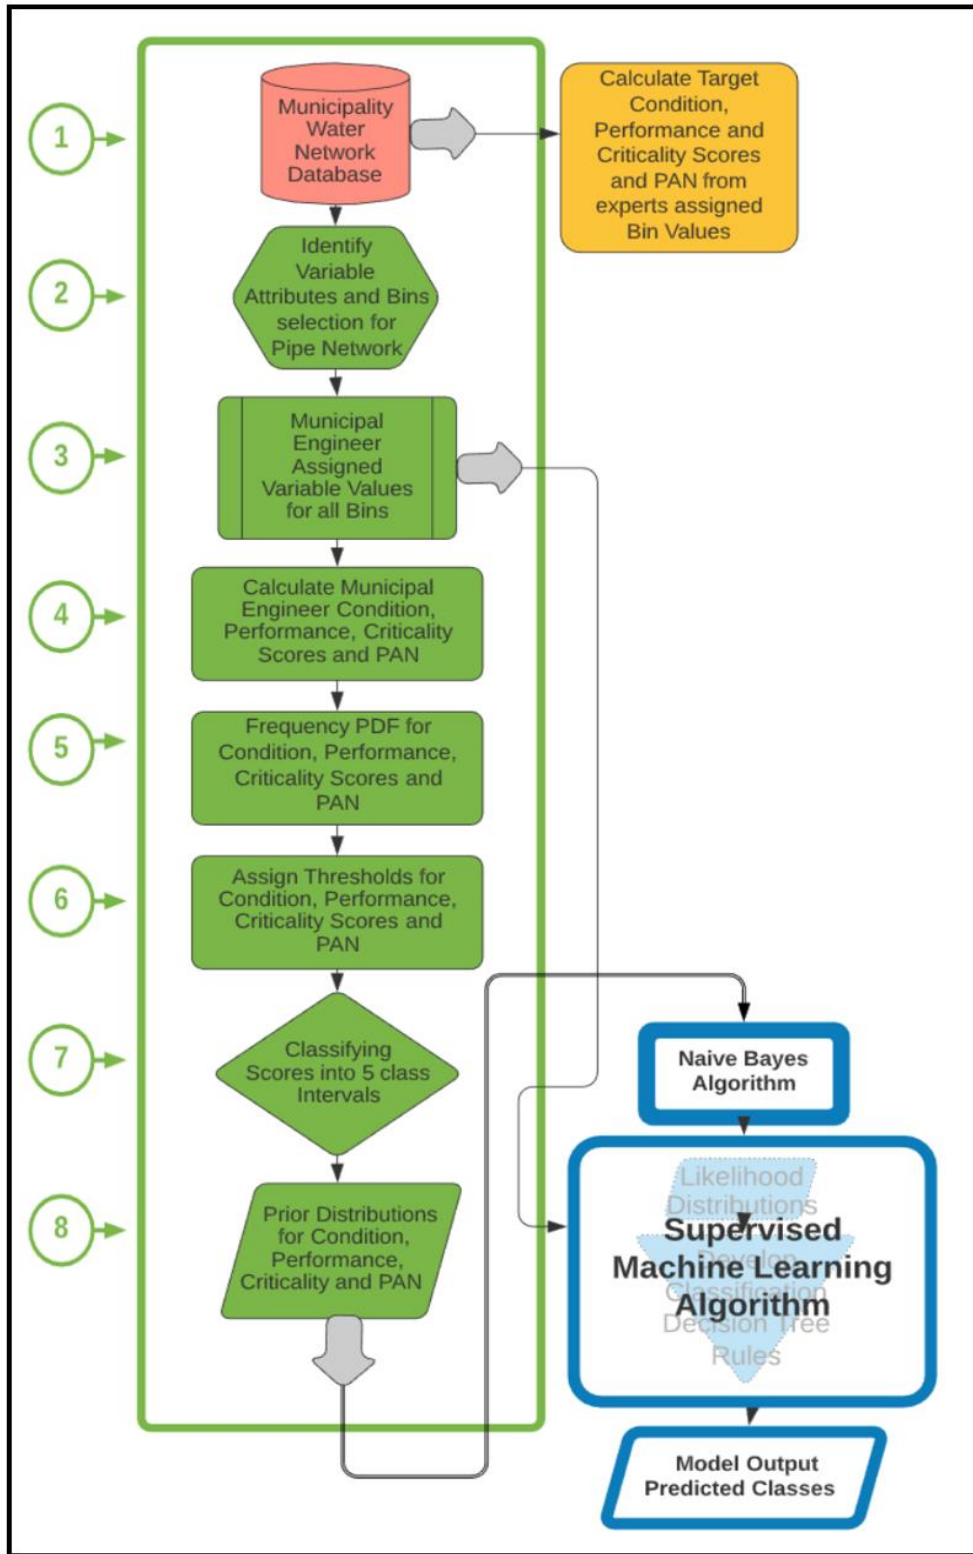 1
Municipality
Water
Network
Database
Calculate Target
Condition,
Performance and
Criticality Scores
and PAN from
experts assigned
Bin Values
2
Identify
Variable
Attributes and Bins
selection for
Pipe Network
3
Municipal
Engineer
Assigned
Variable Values
for all Bins
4
Calculate Municipal
Engineer Condition,
Performance, Criticality
Scores and PAN
5
Frequency PDF for
Condition, Performance,
Criticality Scores and
PAN
6
Assign Thresholds for
Condition, Performance,
Criticality Scores and
PAN
7
Classifying
Scores into 5 class
Intervals
8
Prior Distributions
for Condition,
Performance,
Criticality and PAN
Naive Bayes
Algorithm
Likelihood
Distributions
Supervised
Machine Learning
Algorithm
Develop
Classification
Decision Tree
Rules
Model Output
Predicted Classes